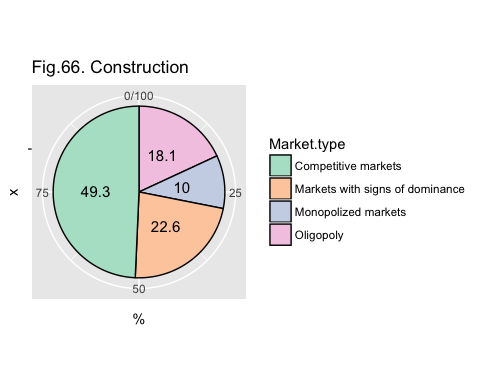 Fig.66. Construction
0/100
18.1
Market.type
Competitive markets
Markets with signs of dominance
Monopolized markets
Oligopoly
x
75
49.3
10
25
22.6
50
%